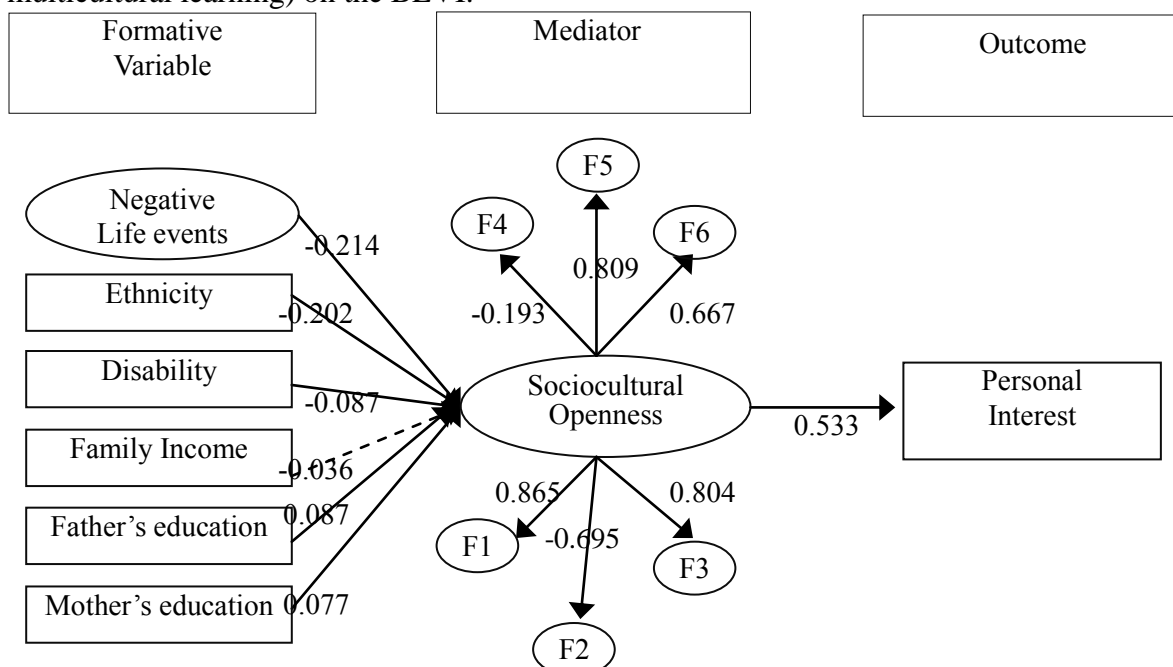 multicultural learning) on the BEVI.
Formative
Variable
Mediator
Outcome
Negative
Life events
-0.214
Ethnicity
-0.202
Disability
-0.087
Family Income
-0.036
Father’s education
0.087
Mother’s education
0.077
F5
F4
F6
0.809
-0.193
0.667
Sociocultural
Openness
0.533
Personal
Interest
0.865
0.804
-0.695
F1
F3
F2